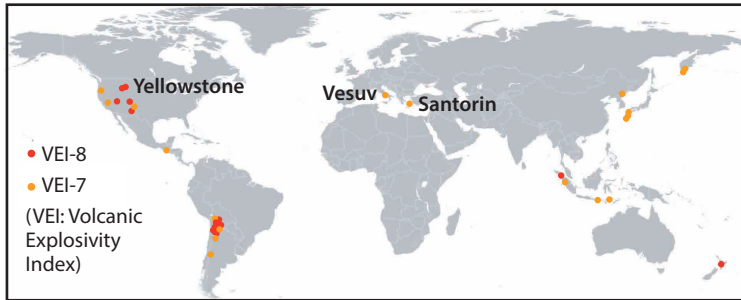 Yellowstone
Vesuv
Santorin
VEI-8
VEI-7
(VEI: Volcanic
Explosivity
Index)